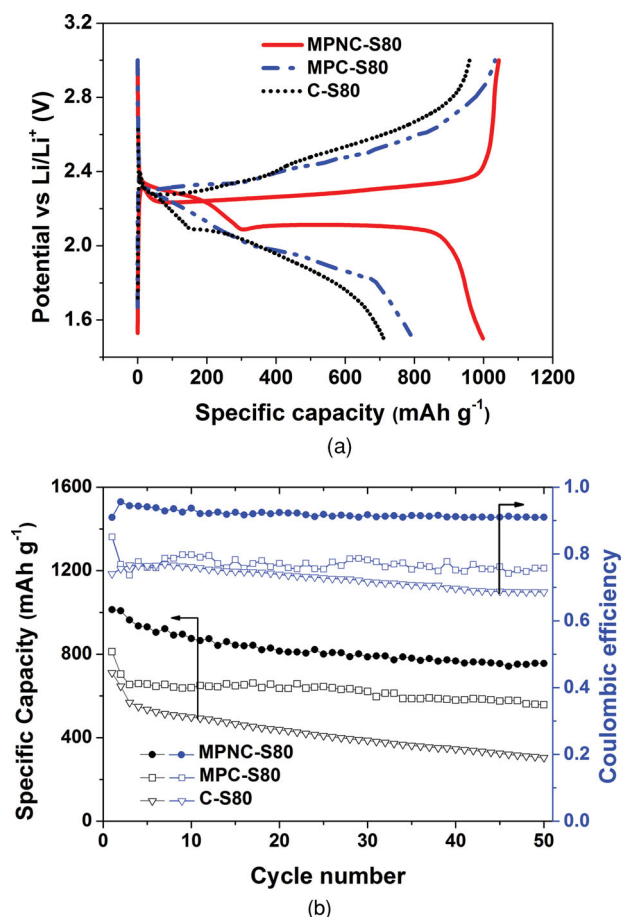 3.2
2.8
2.4
2.0
1.6
Potential vs Li/Li⁺ (V)
MPNC-S80
MPC-S80
C-S80
0 200 400 600 800 1000 1200
Specific capacity (mAh g⁻¹)
(a)
1600
1200
800
400
0
Specific Capacity (mAh g⁻¹)
MPNC-S80
MPC-S80
C-S80
1.0
0.8
0.6
0.4
0.2
0.0
Coulombic efficiency
0 10 20 30 40 50
Cycle number
(b)